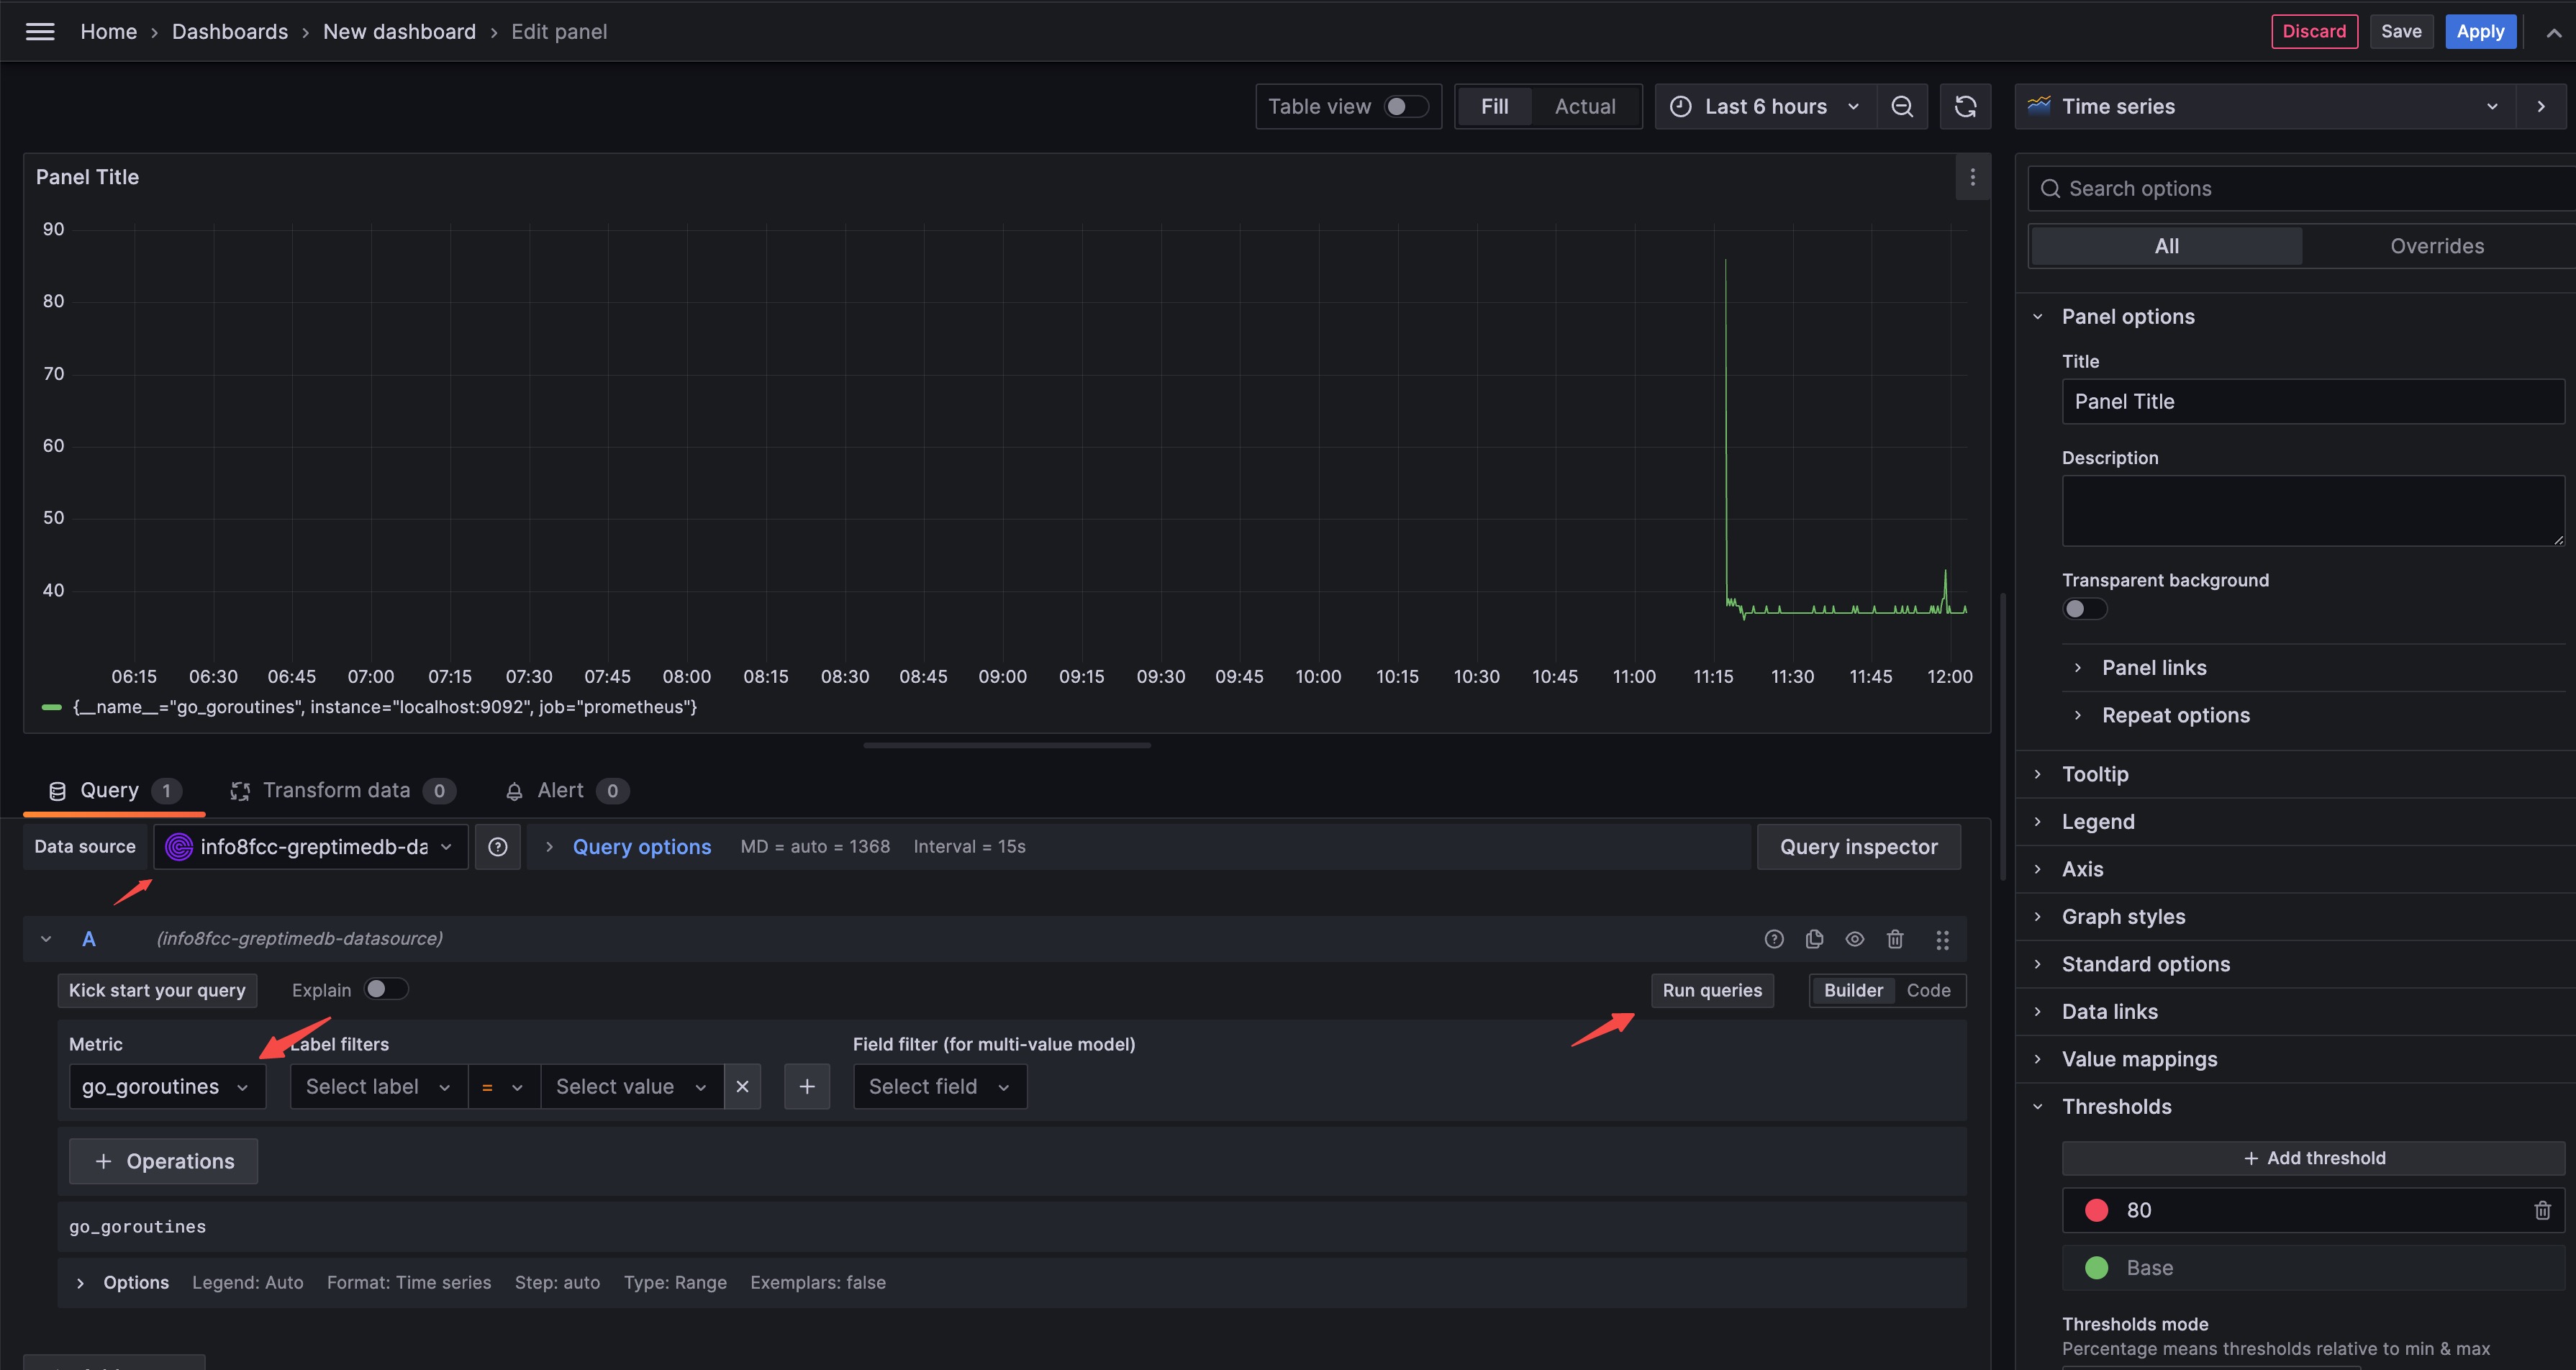 Home › Dashboards › New dashboard › Edit panel
Discard Save Apply
Table view Fill Actual Last 6 hours
Time series
Panel Title
90
80
70
60
50
40
06:15 06:30 06:45 07:00 07:15 07:30 07:45 08:00 08:15 08:30 08:45 09:00 09:15 09:30 09:45 10:00 10:15 10:30 10:45 11:00 11:15 11:30 11:45 12:00
{__name__="go_goroutines", instance="localhost:9092", job="prometheus"}
Query 1 Transform data 0 Alert 0
Data source info8fcc-greptimedb-da Query options MD = auto = 1368 Interval = 15s Query inspector
A (info8fcc-greptimedb-datasource)
Kick start your query Explain Run queries Builder Code
Metric Label filters Field filter (for multi-value model)
go_goroutines Select label = Select value Select field
+ Operations
go_goroutines
Options Legend: Auto Format: Time series Step: auto Type: Range Exemplars: false
Search options
All Overrides
Panel options
Title
Panel Title
Description
Transparent background
Panel links
Repeat options
Tooltip
Legend
Axis
Graph styles
Standard options
Data links
Value mappings
Thresholds
+ Add threshold
80
Base
Thresholds mode
Percentage means thresholds relative to min & max